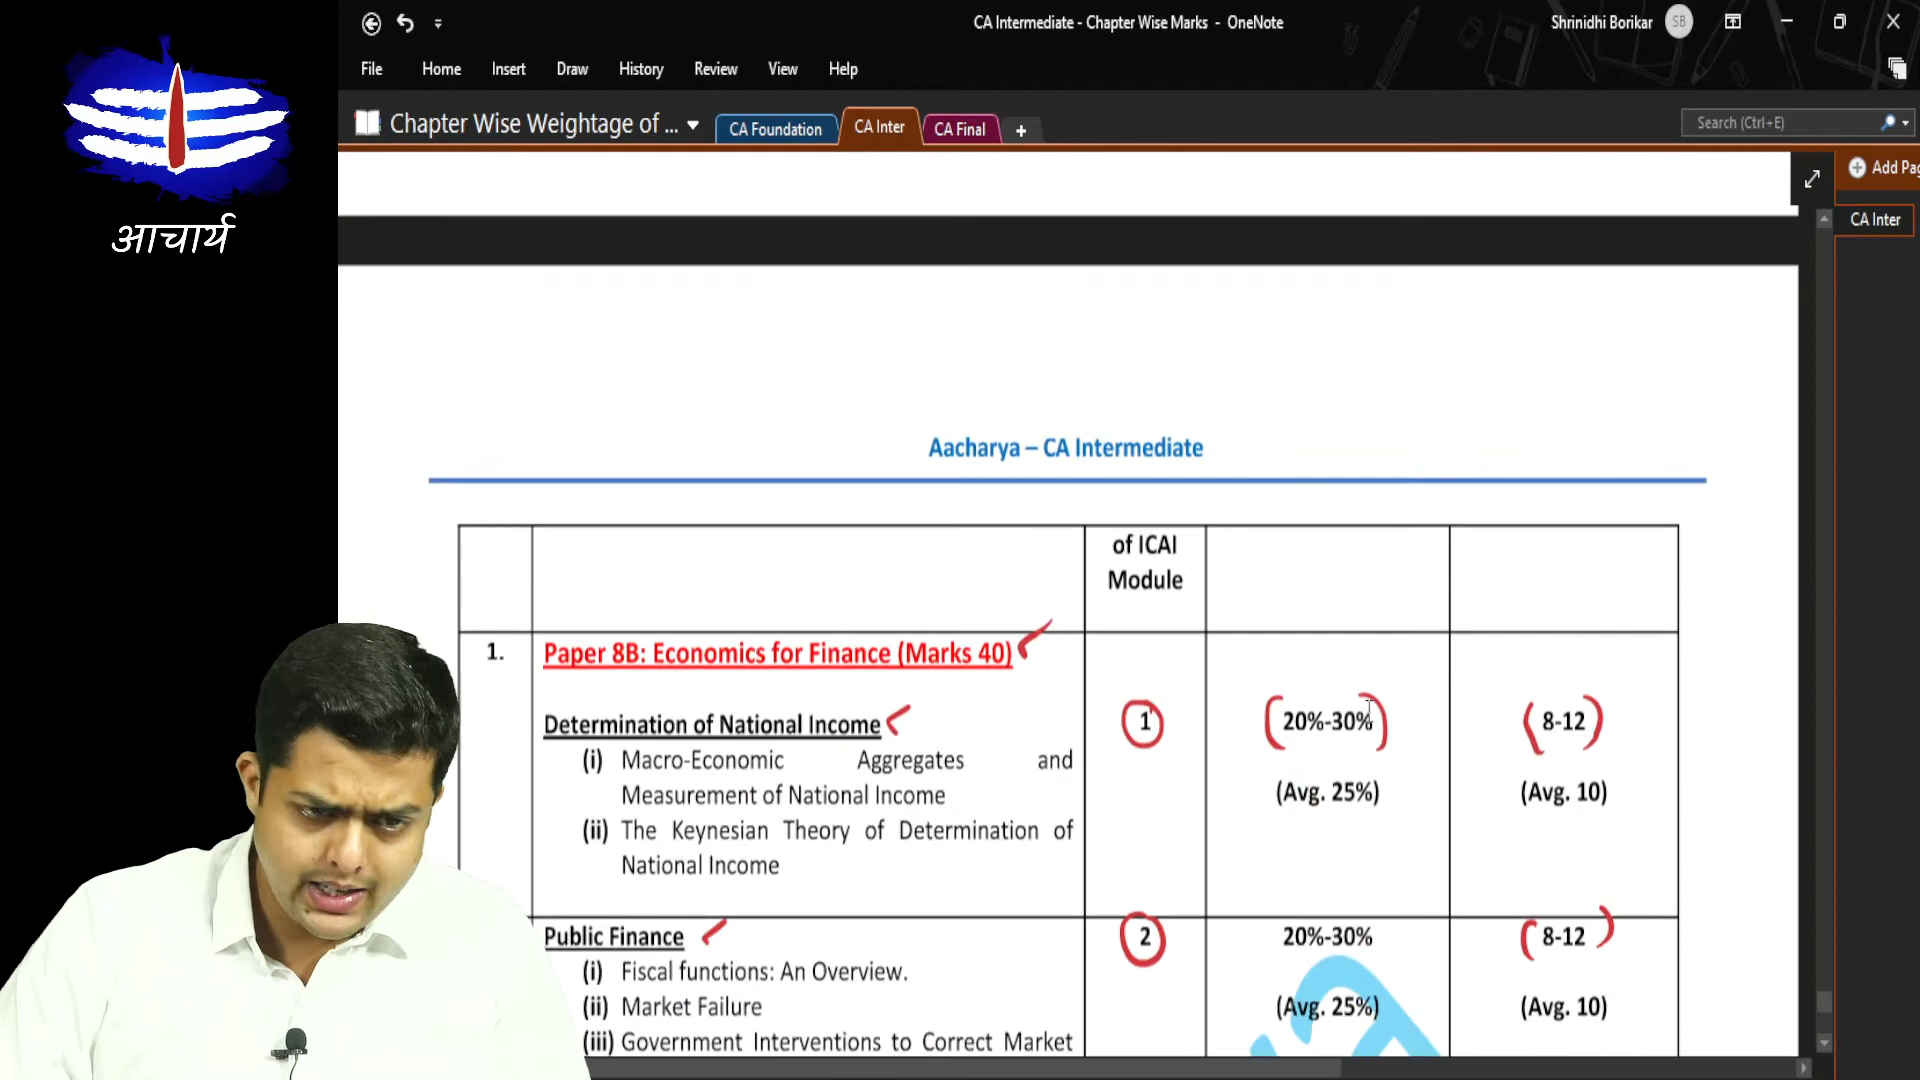 CA Intermediate - Chapter Wise Marks - OneNote
Shrinidhi Borikar SB
File Home Insert Draw History Review View Help
Chapter Wise Weightage of ... CA Foundation CA Inter CA Final +
Search (Ctrl+E)
Add Pag
CA Inter
आचार्य
Aacharya – CA Intermediate
of ICAI
Module
1. Paper 8B: Economics for Finance (Marks 40)
Determination of National Income 1 20%-30% 8-12
(i) Macro-Economic Aggregates and
Measurement of National Income
(Avg. 25%) (Avg. 10)
(ii) The Keynesian Theory of Determination of
National Income
Public Finance 2 20%-30% 8-12
(i) Fiscal functions: An Overview.
(ii) Market Failure (Avg. 25%) (Avg. 10)
(iii) Government Interventions to Correct Market